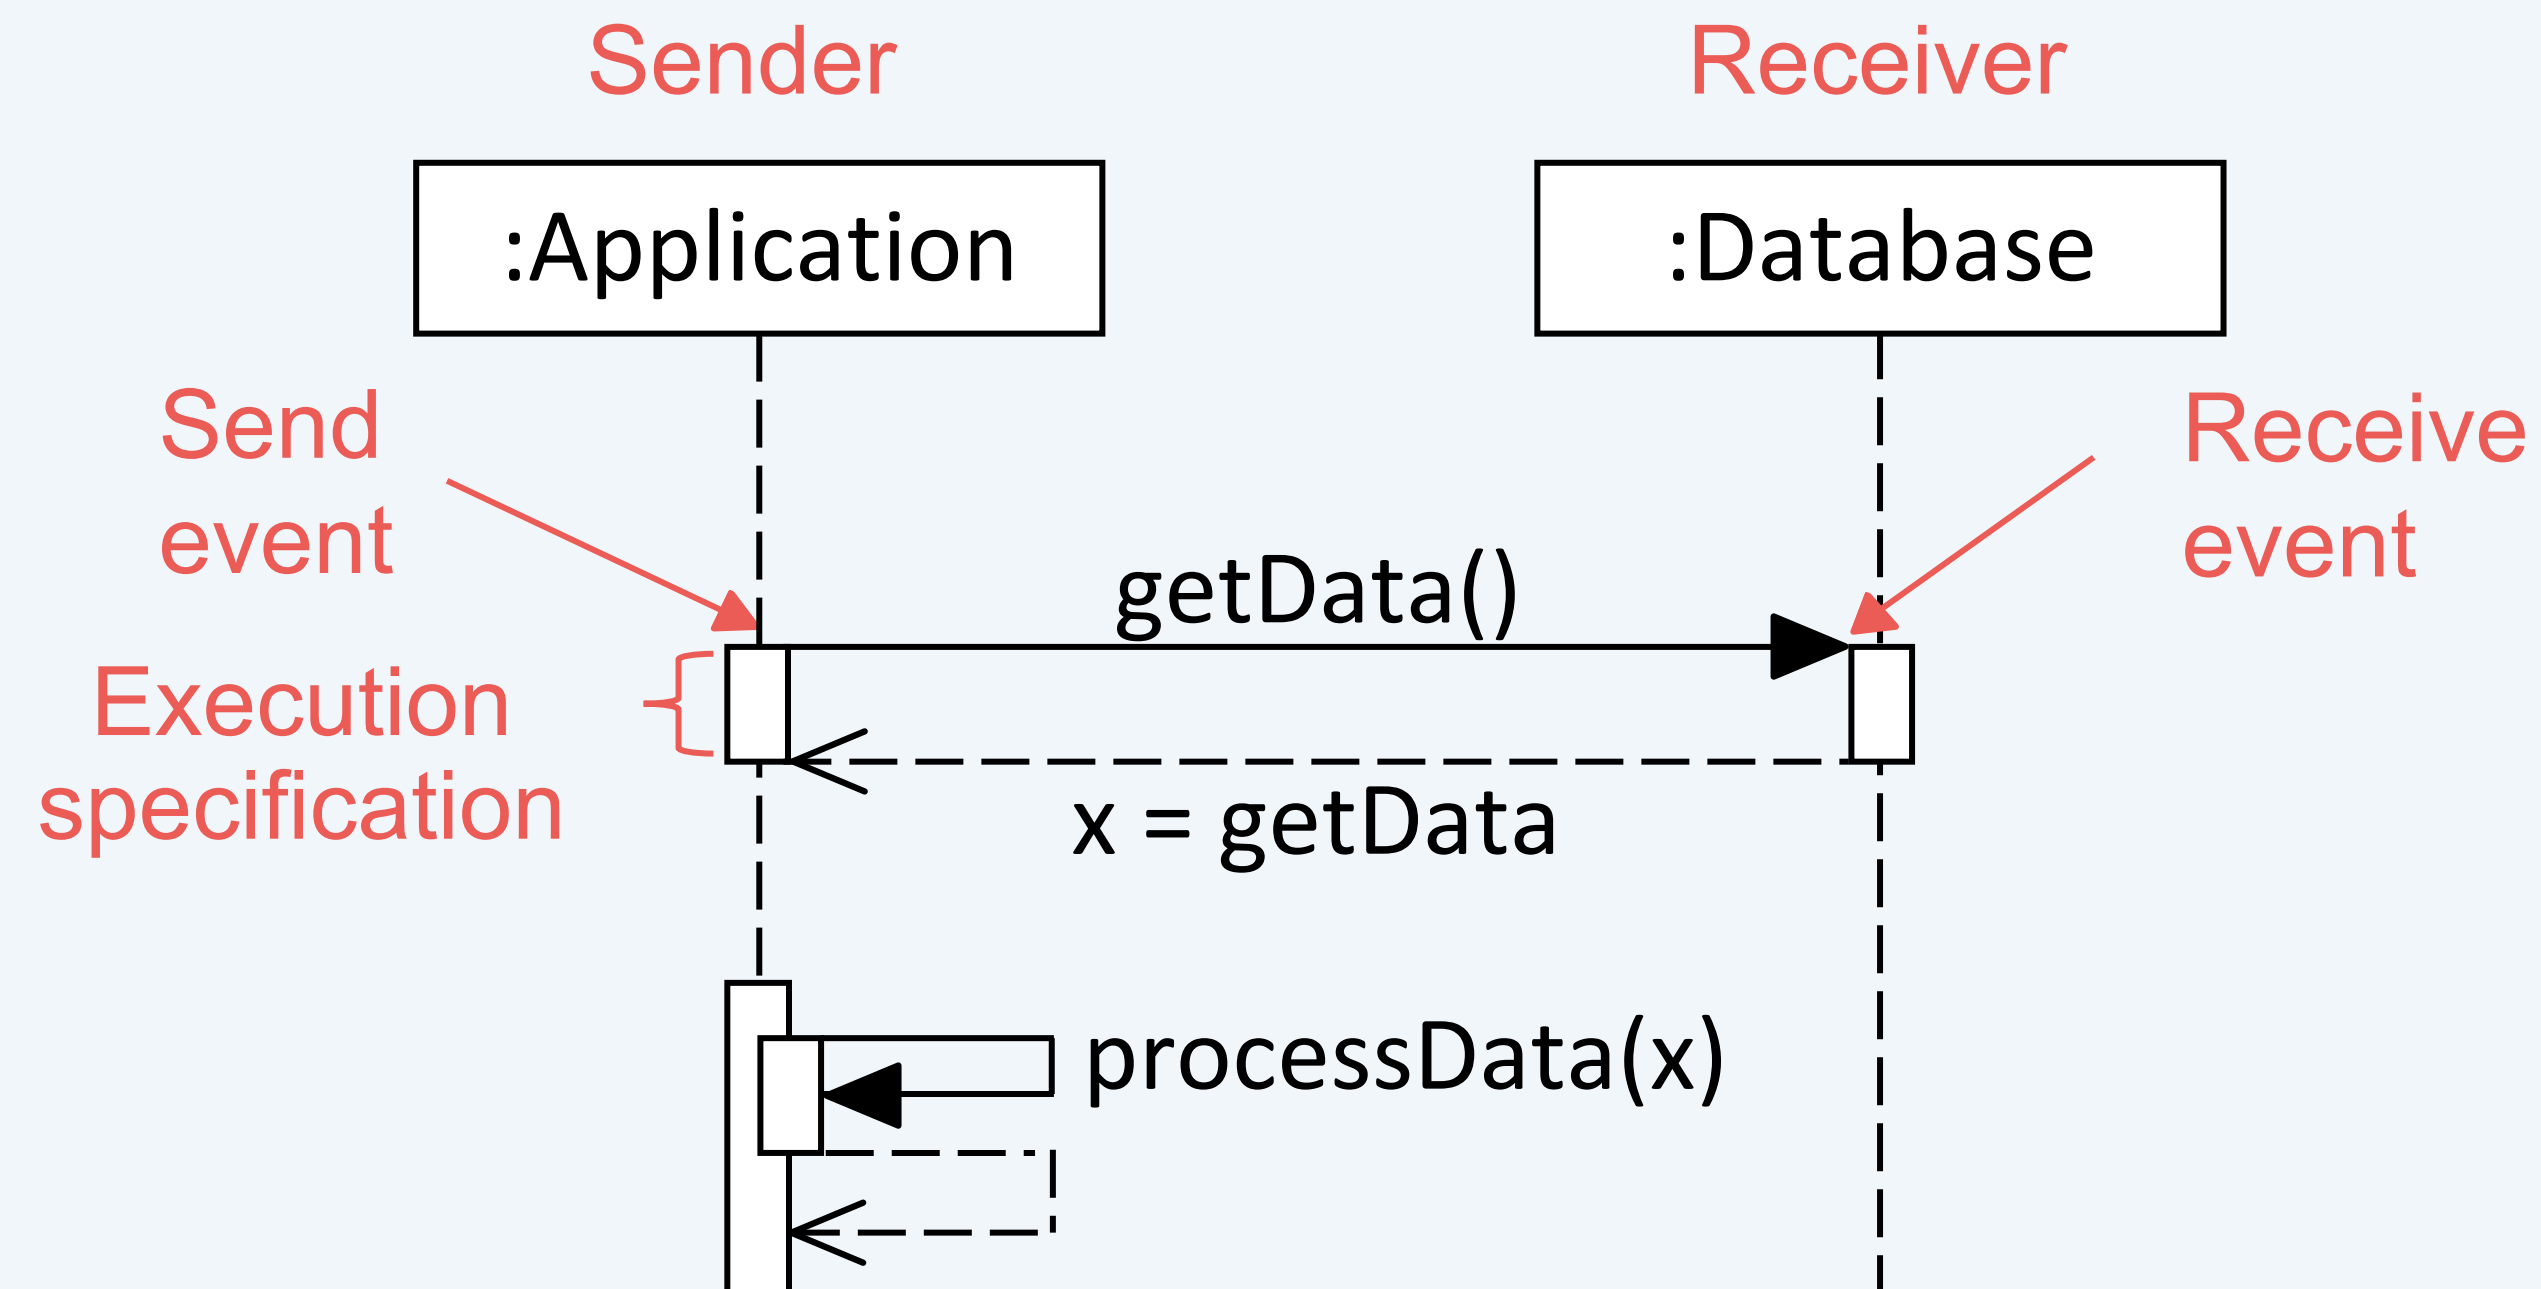 Sender
Receiver
:Application
:Database
Send
event
Receive
event
getData()
Execution
specification
x = getData
processData(x)